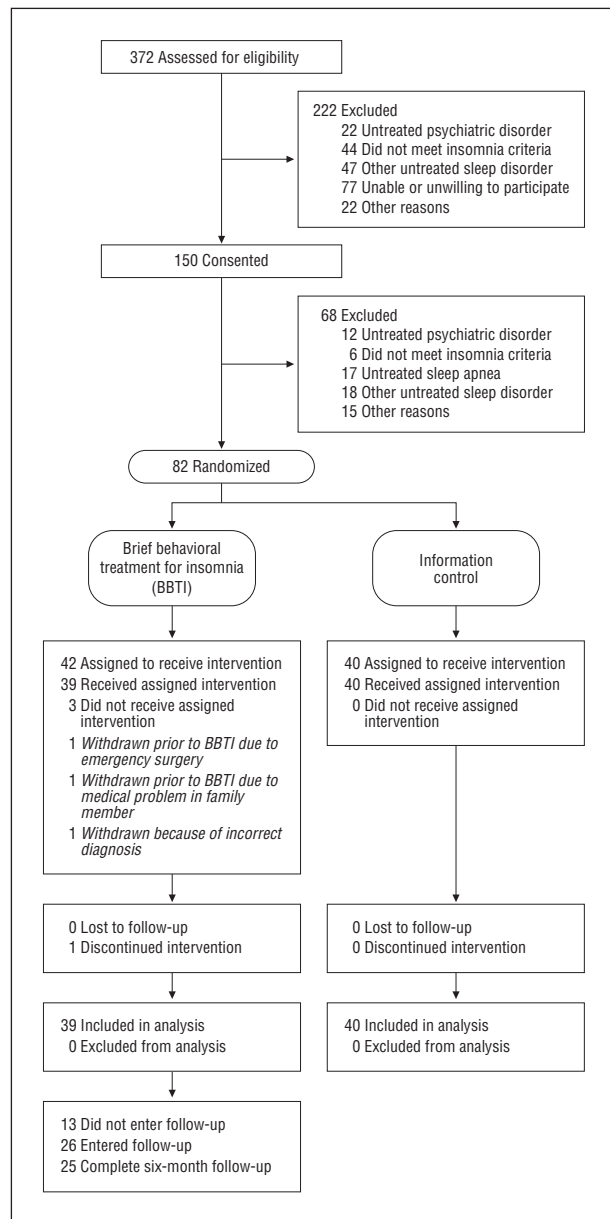 372 Assessed for eligibility
222 Excluded
22 Untreated psychiatric disorder
44 Did not meet insomnia criteria
47 Other untreated sleep disorder
77 Unable or unwilling to participate
22 Other reasons
150 Consented
68 Excluded
12 Untreated psychiatric disorder
6 Did not meet insomnia criteria
17 Untreated sleep apnea
18 Other untreated sleep disorder
15 Other reasons
82 Randomized
Brief behavioral
treatment for insomnia
(BBTI)
Information
control
42 Assigned to receive intervention
39 Received assigned intervention
3 Did not receive assigned
intervention
1 Withdrawn prior to BBTI due to
emergency surgery
1 Withdrawn prior to BBTI due to
medical problem in family
member
1 Withdrawn because of incorrect
diagnosis
40 Assigned to receive intervention
40 Received assigned intervention
0 Did not receive assigned
intervention
0 Lost to follow-up
1 Discontinued intervention
0 Lost to follow-up
0 Discontinued intervention
39 Included in analysis
0 Excluded from analysis
40 Included in analysis
0 Excluded from analysis
13 Did not enter follow-up
26 Entered follow-up
25 Complete six-month follow-up